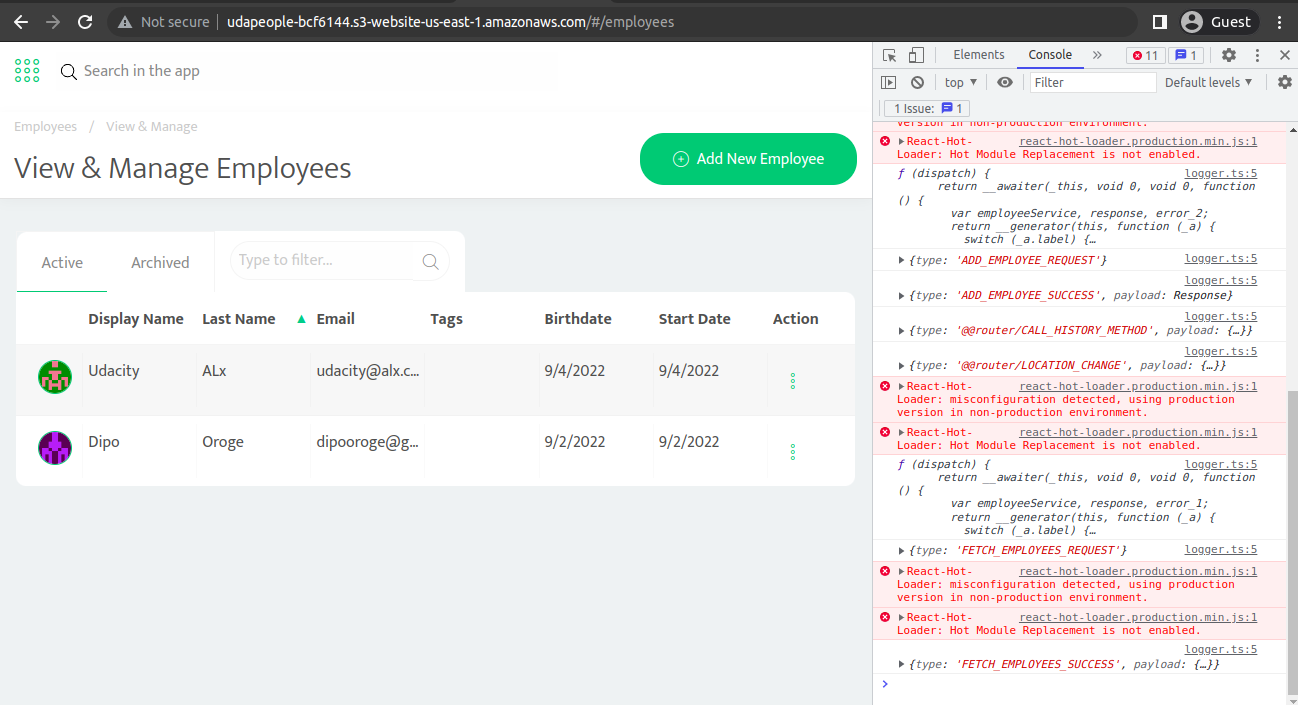 Not secure udapeople-bcf6144.s3-website-us-east-1.amazonaws.com/#/employees Guest
Search in the app
Employees / View & Manage
View & Manage Employees
Add New Employee
Active Archived Type to filter...
Display Name Last Name Email Tags Birthdate Start Date Action
Udacity ALx udacity@alx.c... 9/4/2022 9/4/2022
Dipo Oroge dipooroge@g... 9/2/2022 9/2/2022
Elements Console » 11 1
top Filter Default levels
1 Issue: 1
version in non-production environment.
React-Hot- react-hot-loader.production.min.js:1
Loader: Hot Module Replacement is not enabled.
ƒ (dispatch) { logger.ts:5
return __awaiter(_this, void 0, void 0, function
() {
var employeeService, response, error_2;
return __generator(this, function (_a) {
switch (_a.label) {…
{type: 'ADD_EMPLOYEE_REQUEST'} logger.ts:5
logger.ts:5
{type: 'ADD_EMPLOYEE_SUCCESS', payload: Response}
logger.ts:5
{type: '@@router/CALL_HISTORY_METHOD', payload: {…}}
logger.ts:5
{type: '@@router/LOCATION_CHANGE', payload: {…}}
React-Hot- react-hot-loader.production.min.js:1
Loader: misconfiguration detected, using production
version in non-production environment.
React-Hot- react-hot-loader.production.min.js:1
Loader: Hot Module Replacement is not enabled.
ƒ (dispatch) { logger.ts:5
return __awaiter(_this, void 0, void 0, function
() {
var employeeService, response, error_1;
return __generator(this, function (_a) {
switch (_a.label) {…
{type: 'FETCH_EMPLOYEES_REQUEST'} logger.ts:5
React-Hot- react-hot-loader.production.min.js:1
Loader: misconfiguration detected, using production
version in non-production environment.
React-Hot- react-hot-loader.production.min.js:1
Loader: Hot Module Replacement is not enabled.
logger.ts:5
{type: 'FETCH_EMPLOYEES_SUCCESS', payload: {…}}